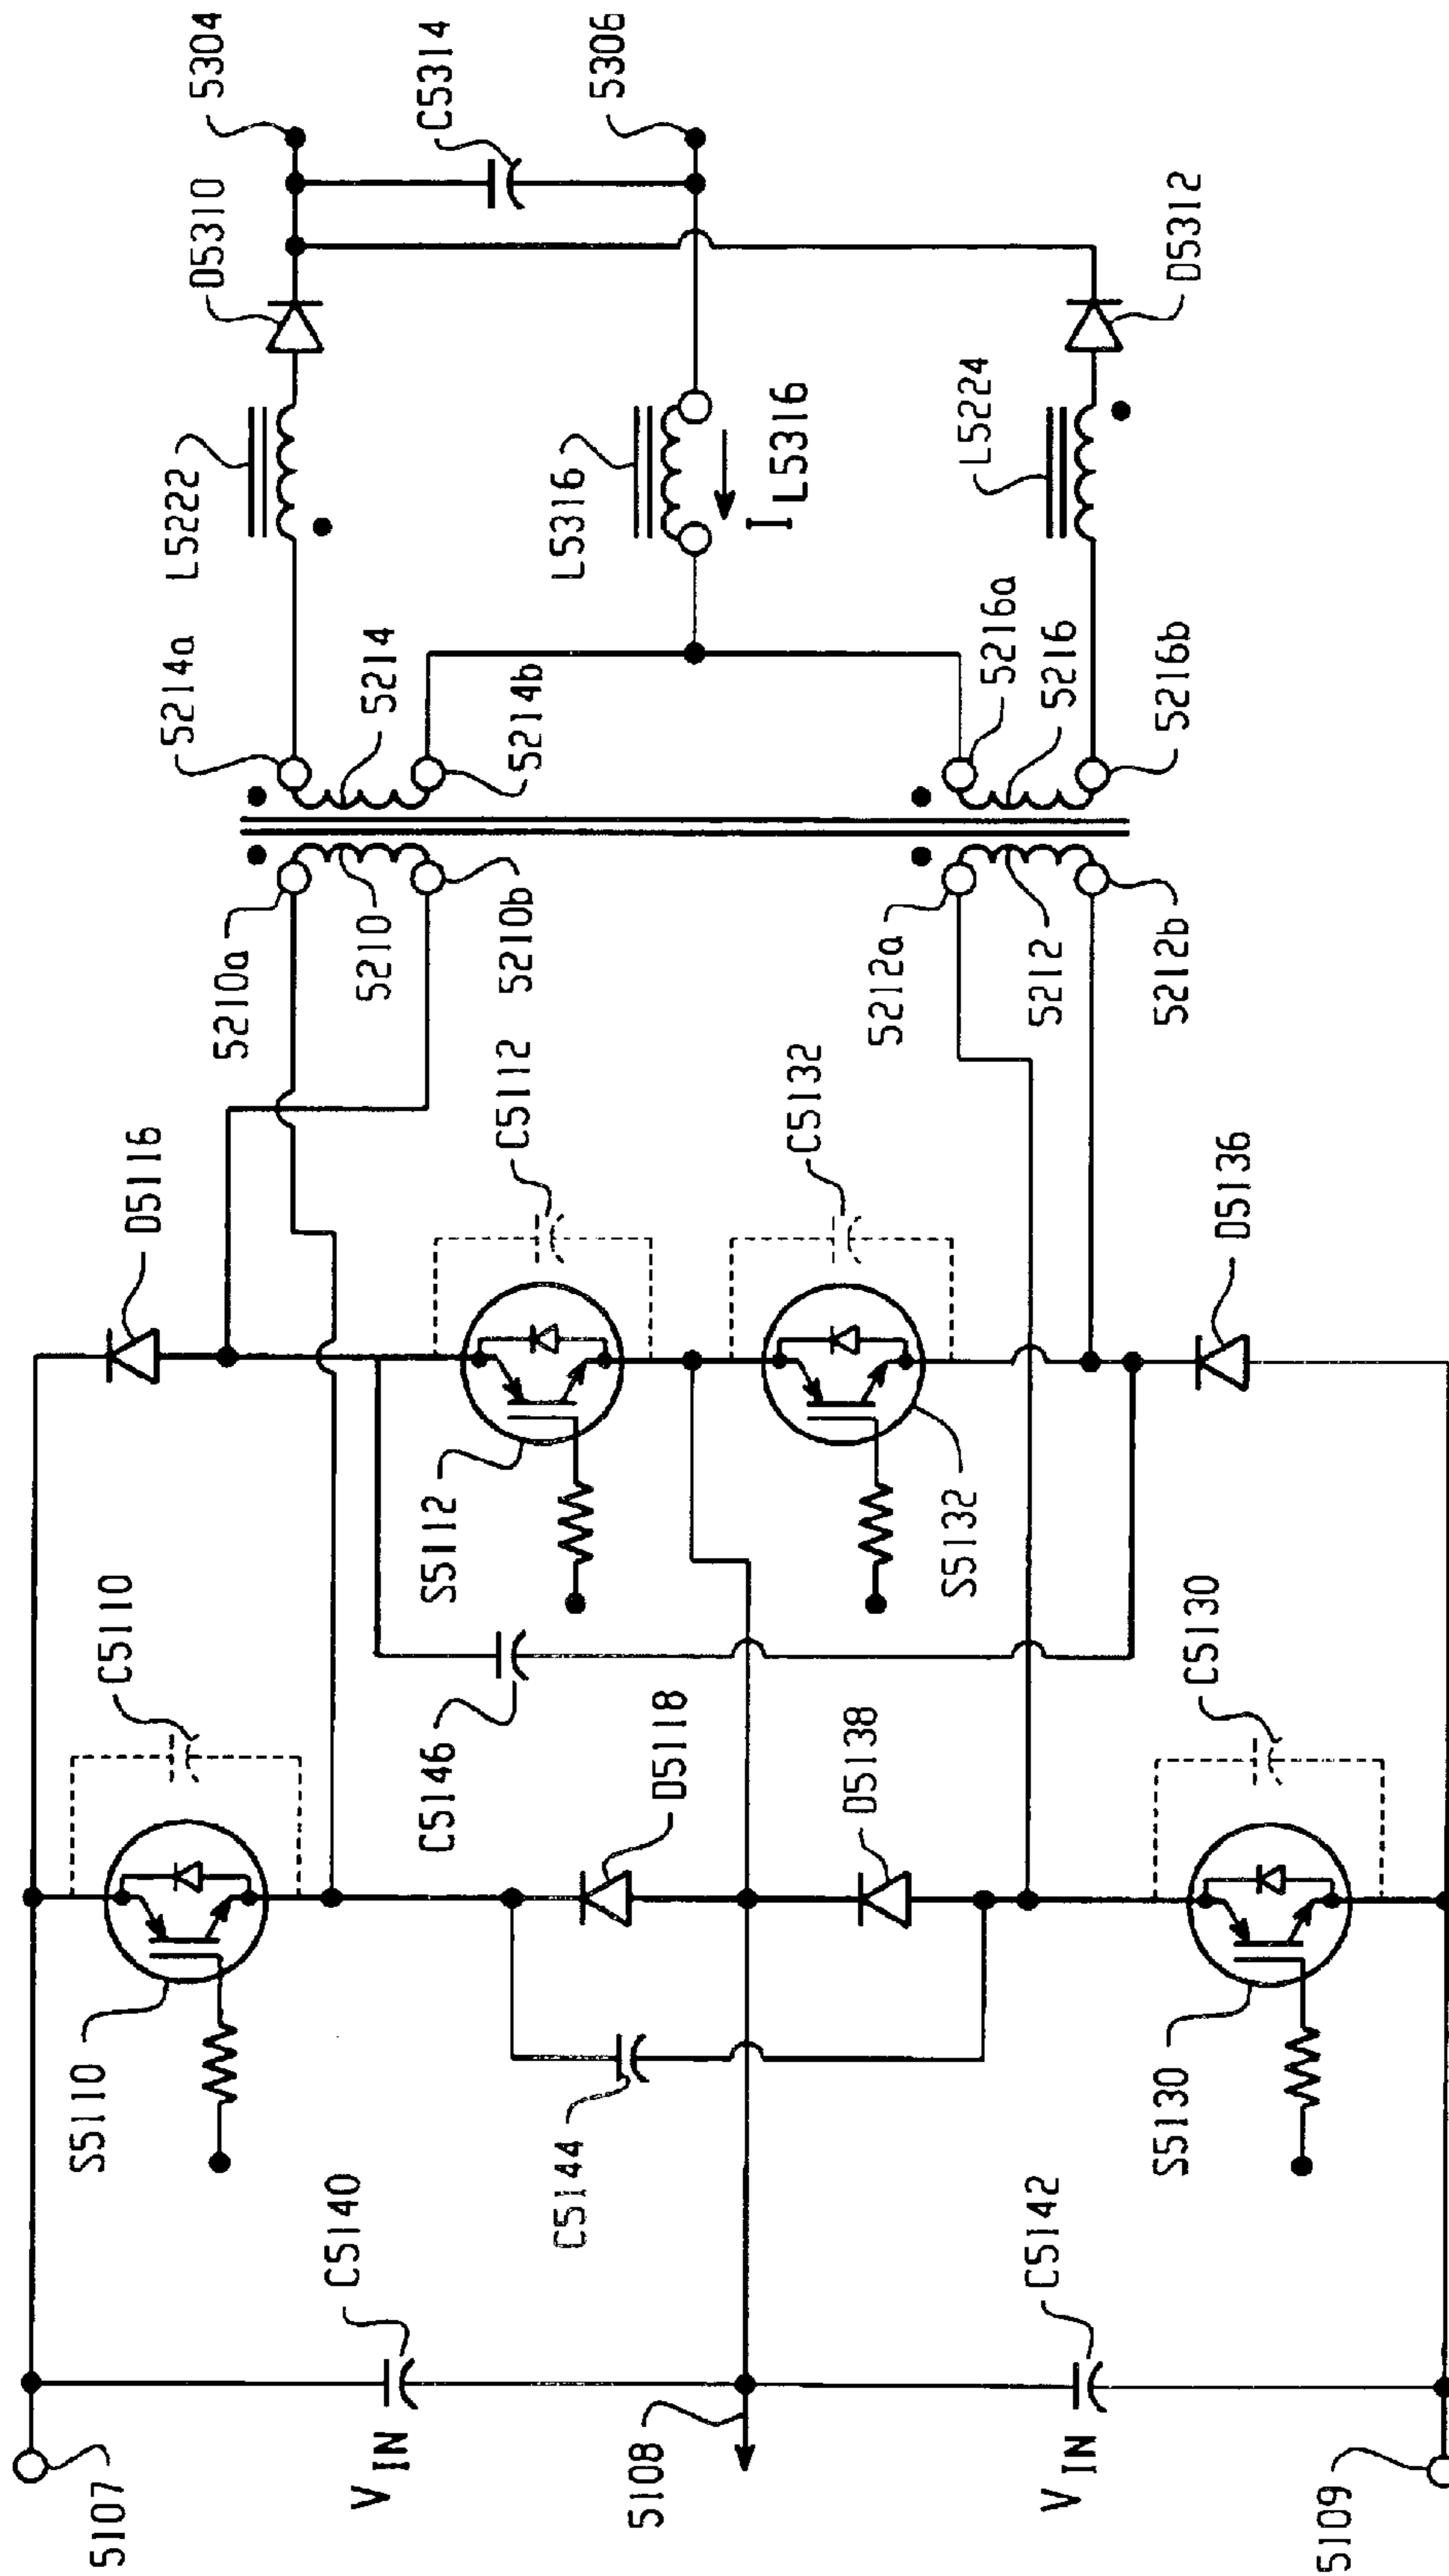 5107
V IN
C5140
S5110
C5110
D5116
5210a
5210
5210b
5214a
5214
5214b
L5222
D5310
5304
C5314
5306
L5316
I L5316
5108
C5144
C5146
D5118
S5112
C5112
C5132
D5138
S5132
5212a
5212
5212b
5216a
5216
5216b
L5224
D5312
V IN
C5142
S5130
C5130
D5136
5109